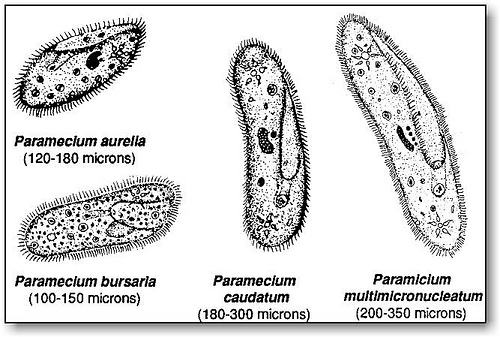 Paramecium aurelia
(120-180 microns)
Paramecium bursaria
(100-150 microns)
Paramecium
caudatum
(180-300 microns)
Paramicium
multimicronucleatum
(200-350 microns)